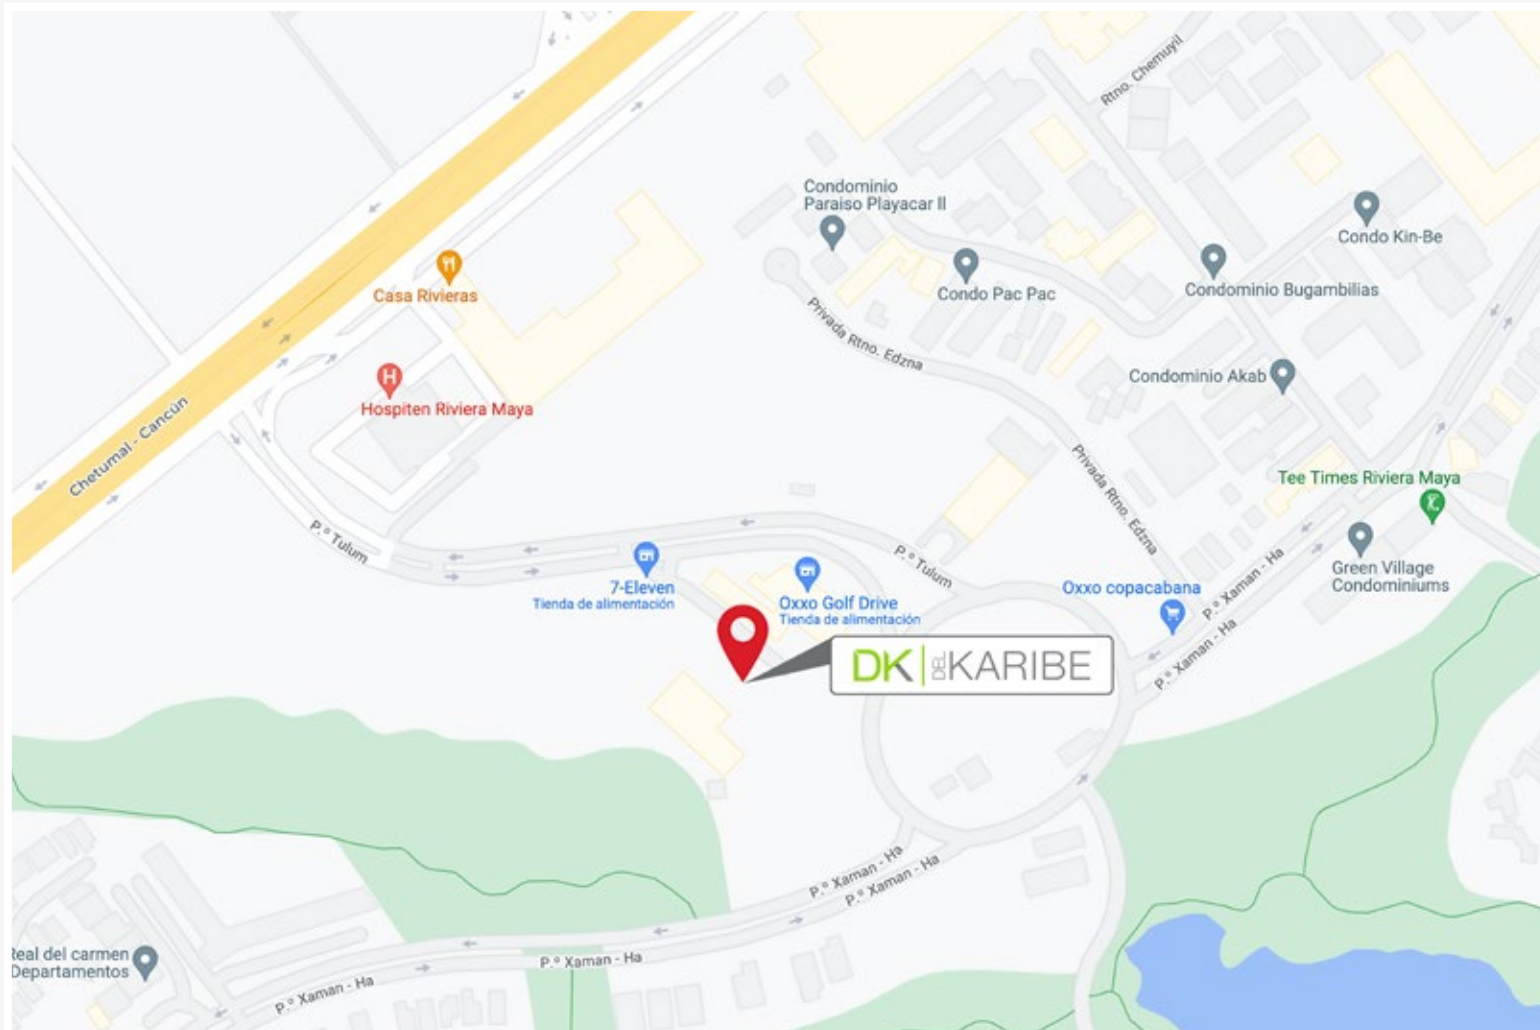 Rtno. Chemuyil
Condominio
Paraiso Playacar II
Condo Kin-Be
Casa Rivieras
Condo Pac Pac
Condominio Bugambilias
Privada Rtno. Edzna
Condominio Akab
Hospiten Riviera Maya
Chetumal - Cancún
Privada Rtno. Edzna
Tee Times Riviera Maya
P.º Tulum
P.º Tulum
7-Eleven
Tienda de alimentación
Oxxo Golf Drive
Tienda de alimentación
Oxxo copacabana
Green Village
Condominiums
P.º Xaman - Ha
P.º Xaman - Ha
DK DEL KARIBE
P.º Xaman - Ha
P.º Xaman - Ha
Real del carmen
Departamentos
P.º Xaman - Ha
P.º Xaman - Ha